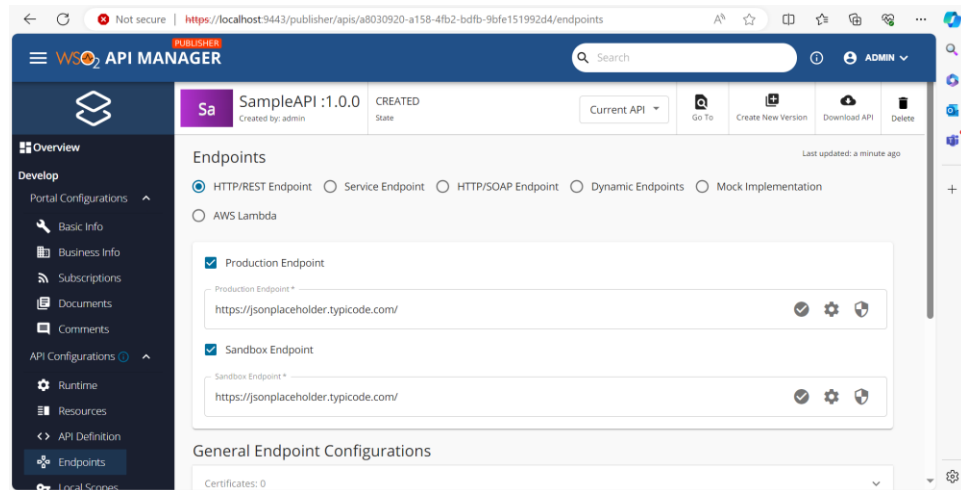 Not secure | https://localhost:9443/publisher/apis/a8030920-a158-4fb2-bdfb-9bfe151992d4/endpoints
PUBLISHER
WSO2 API MANAGER
Search
ADMIN
Sa
SampleAPI :1.0.0
Created by: admin
CREATED
State
Current API
Go To
Create New Version
Download API
Delete
Overview
Develop
Portal Configurations
Basic Info
Business Info
Subscriptions
Documents
Comments
API Configurations
Runtime
Resources
API Definition
Endpoints
Local Scopes
Endpoints
Last updated: a minute ago
HTTP/REST Endpoint Service Endpoint HTTP/SOAP Endpoint Dynamic Endpoints Mock Implementation
AWS Lambda
Production Endpoint
Production Endpoint *
https://jsonplaceholder.typicode.com/
Sandbox Endpoint
Sandbox Endpoint *
https://jsonplaceholder.typicode.com/
General Endpoint Configurations
Certificates: 0